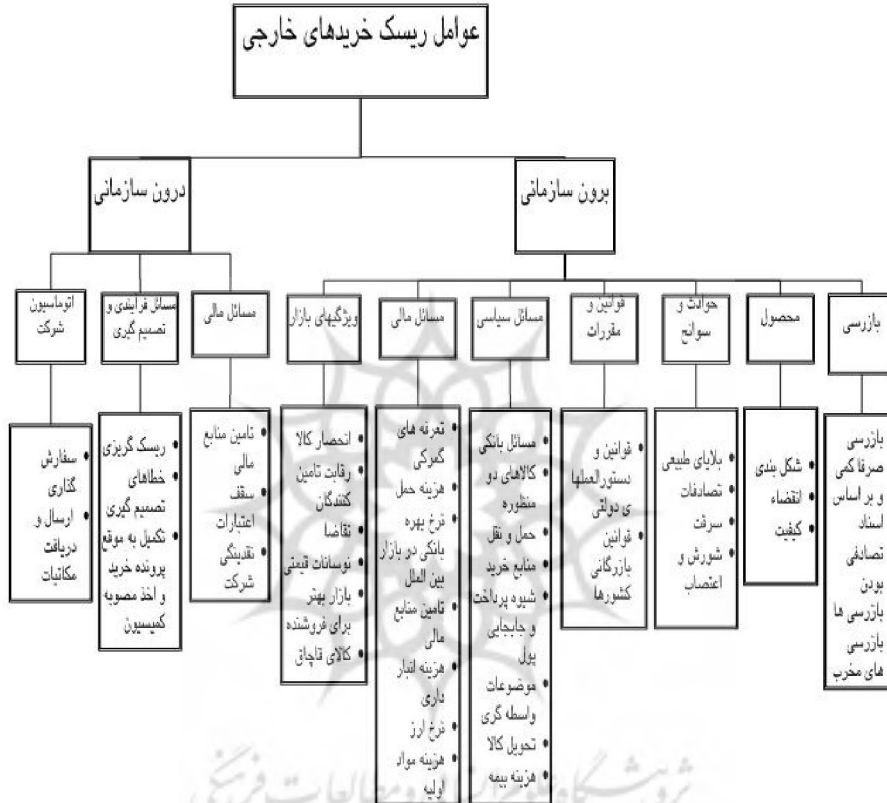 عوامل ریسک خریدهای خارجی
برون سازمانی
درون سازمانی
بازرسی
محصول
حوادث و
سوانح
قوانین و
مقررات
مسائل سیاسی
مسائل مالی
ویژگیهای بازار
مسائل مالی
مسائل فرآیندی و
تصمیم گیری
اتوماسیون
شرکت
بازرسی
صرفا کمی
و بر اساس
اسناد
تصادفی
بودن
بازرسی ها
بازرسی
های مخرب
• شکل بندی
• انقضاء
• کیفیت
• بلایای طبیعی
• تصادفات
• سرقت
• شورش و
اعتصاب
• قوانین و
دستورالعملها
ی دولتی
• قوانین
بازرگانی
کشورها
• مسائل بانکی
• کالاهای دو
منظوره
• حمل و نقل
• منابع خرید
• شیوه پرداخت
و جابجایی
پول
• موضوعات
واسطه گری
• تحویل کالا
• هزینه بیمه
• تعرفه های
گمرکی
• هزینه حمل
• نرخ بهره
بانکی دو بازار
بین الملل
• تامین منابع
مالی
• هزینه انبار
داری
• نرخ ارز
• هزینه مواد
اولیه
• انحصار کالا
• رقابت تامین
کنندگان
• تقاضا
• نوسانات قیمتی
• بازار بهتر
برای فروشنده
• کالای قاچاق
• تامین منابع
مالی
• سقف
اعتبارات
• نقدینگی
شرکت
• ریسک گریزی
• خطاهای
تصمیم گیری
• تکمیل به موقع
پرونده خرید
و اخذ مصوبه
کمیسیون
• سفارش
گذاری
• ارسال و
دریافت
مکاتبات